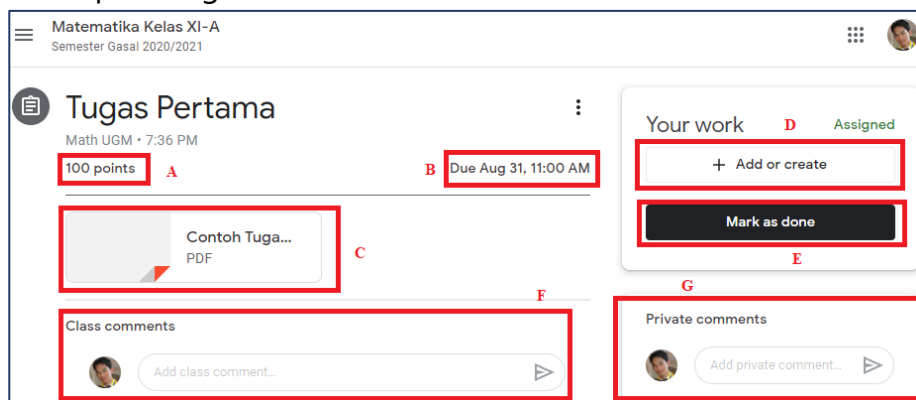 Matematika Kelas XI-A
Semester Gasal 2020/2021
Tugas Pertama
Math UGM • 7:36 PM
100 points
A
B
Due Aug 31, 11:00 AM
Contoh Tuga...
PDF
C
F
Class comments
Add class comment...
Your work
D
Assigned
+ Add or create
Mark as done
E
G
Private comments
Add private comment...